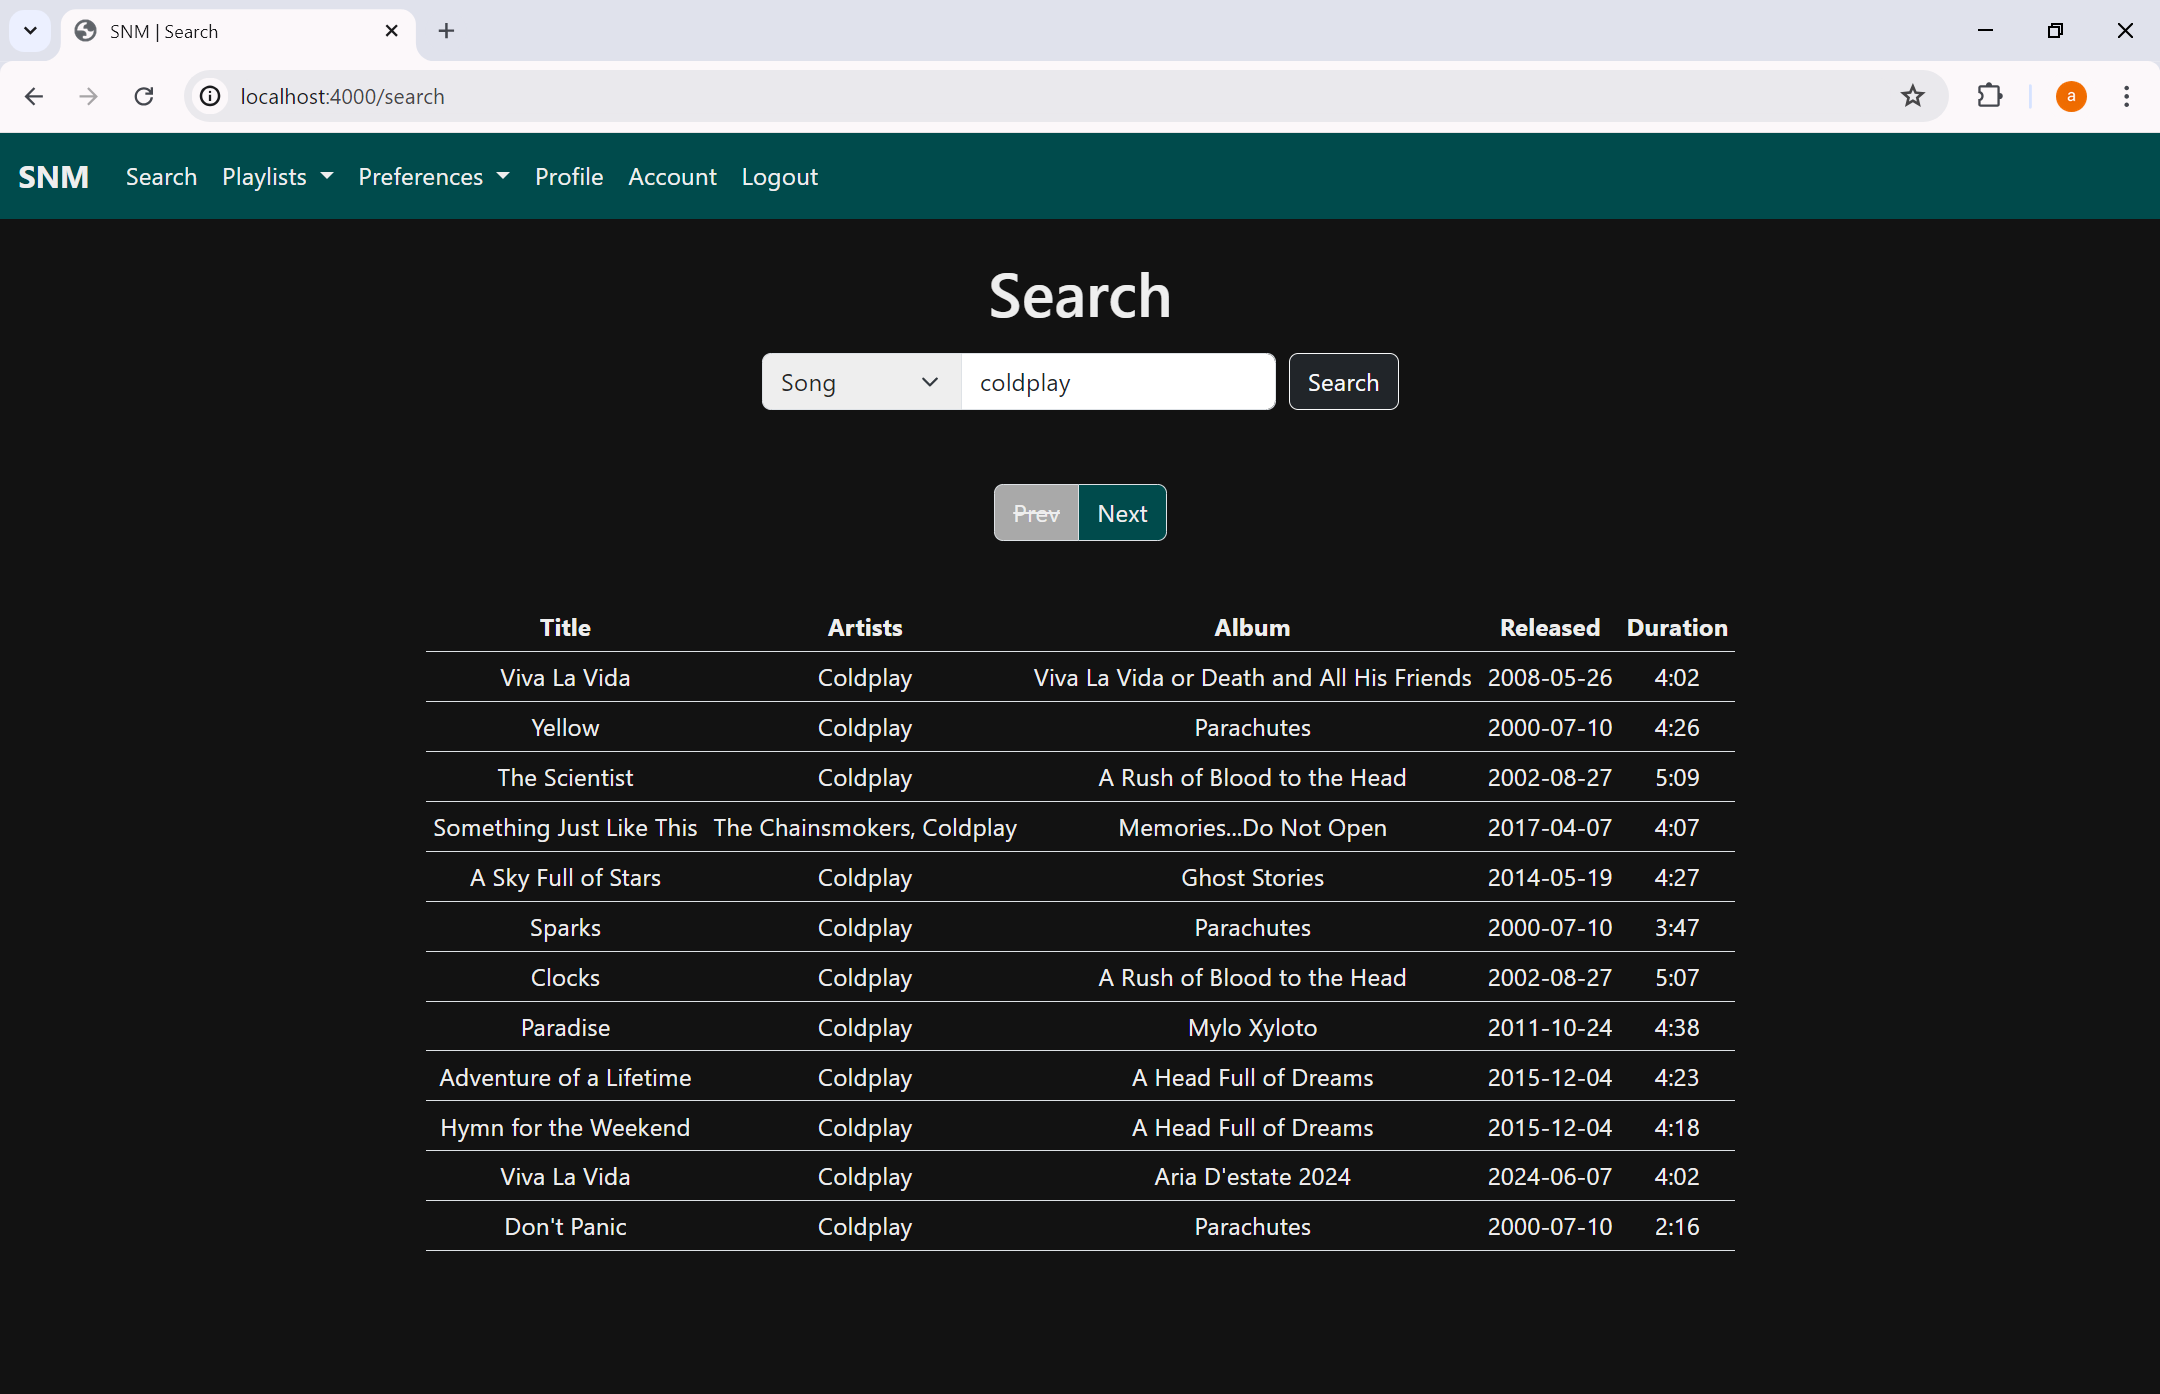 SNM | Search
localhost:4000/search
a
SNM Search Playlists Preferences Profile Account Logout
Search
Song coldplay Search
Prev Next
Title Artists Album Released Duration
Viva La Vida Coldplay Viva La Vida or Death and All His Friends 2008-05-26 4:02
Yellow Coldplay Parachutes 2000-07-10 4:26
The Scientist Coldplay A Rush of Blood to the Head 2002-08-27 5:09
Something Just Like This The Chainsmokers, Coldplay Memories...Do Not Open 2017-04-07 4:07
A Sky Full of Stars Coldplay Ghost Stories 2014-05-19 4:27
Sparks Coldplay Parachutes 2000-07-10 3:47
Clocks Coldplay A Rush of Blood to the Head 2002-08-27 5:07
Paradise Coldplay Mylo Xyloto 2011-10-24 4:38
Adventure of a Lifetime Coldplay A Head Full of Dreams 2015-12-04 4:23
Hymn for the Weekend Coldplay A Head Full of Dreams 2015-12-04 4:18
Viva La Vida Coldplay Aria D'estate 2024 2024-06-07 4:02
Don't Panic Coldplay Parachutes 2000-07-10 2:16